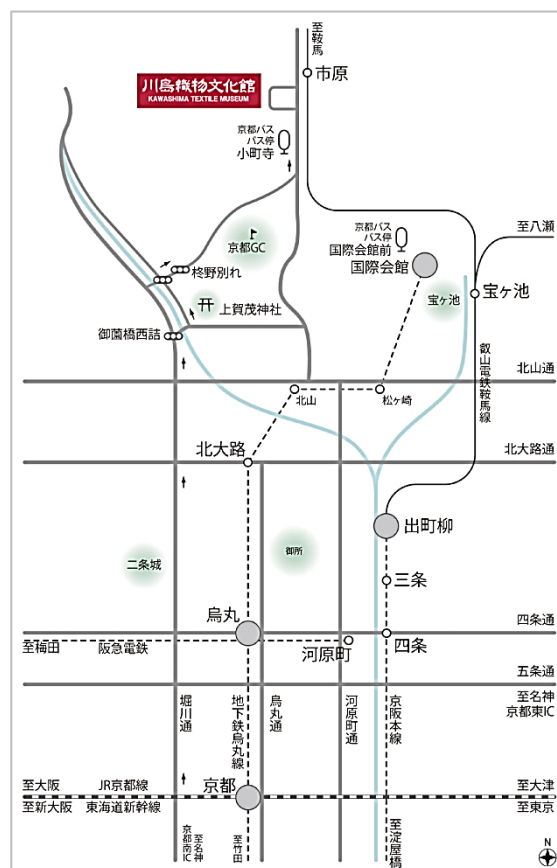 至鞍馬
市原
川島織物文化館
KAWASHIMA TEXTILE MUSEUM
京都バス
バス停
小町寺
京都バス
バス停
国際会館前
国際会館
至八瀬
京都GC
柊野別れ
宝ヶ池
宝ヶ池
上賀茂神社
御薗橋西詰
叡山電鉄鞍馬線
北山通
北山
松ヶ崎
北大路
北大路通
出町柳
二条城
御所
三条
烏丸
四条通
至梅田 阪急電鉄
河原町
四条
五条通
堀川通
地下鉄烏丸線
烏丸通
河原町通
京阪本線
至名神
京都東IC
至大阪 JR京都線
京都
至大津
至新大阪 東海道新幹線
至東京
至名神
京都南IC
至竹田
至淀屋橋
N